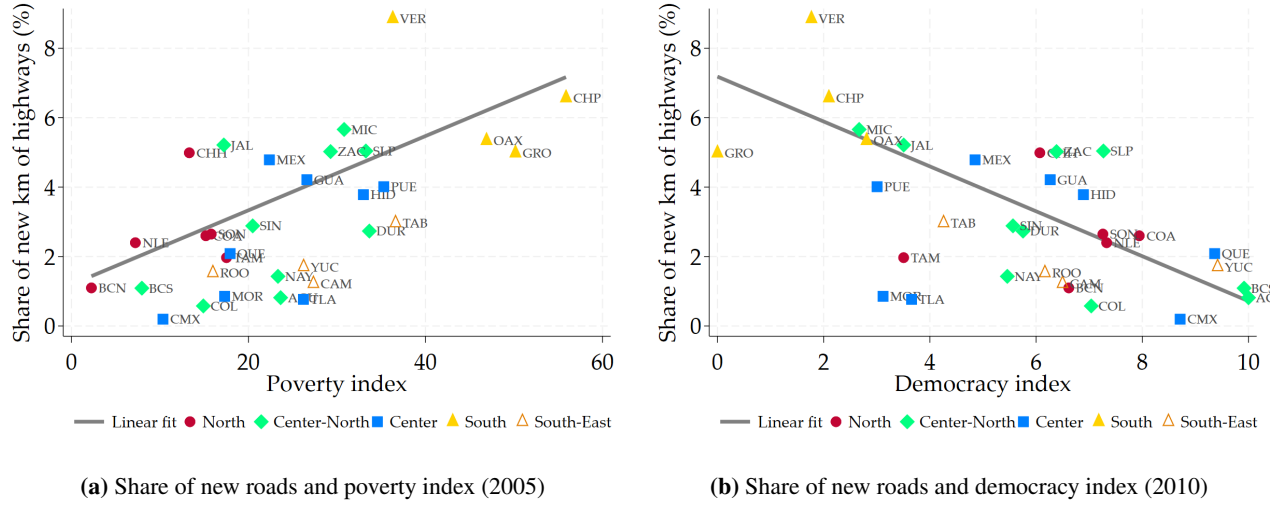 Share of new km of highways (%)
8
6
4
2
0
VER
CHP
OAX
GRO
MIC
JAL
CHH
ZAC
SLP
MEX
GUA
PUE
HID
TAB
SIN
DUR
SON
COA
NLE
QUE
TAM
YUC
ROO
NAY
CAM
BCN
BCS
MOR
TLA
COL
CMX
0 20 40 60
Poverty index
Linear fit North Center-North Center South South-East
(a) Share of new roads and poverty index (2005)
Share of new km of highways (%)
8
6
4
2
0
VER
CHP
MIC
OAX
JAL
GRO
MEX
CHH
ZAC
SLP
GUA
PUE
HID
TAB
SIN
DUR
SON
COA
NLE
QUE
TAM
YUC
ROO
NAY
CAM
BCN
BCS
MOR
TLA
COL
CMX
0 2 4 6 8 10
Democracy index
Linear fit North Center-North Center South South-East
(b) Share of new roads and democracy index (2010)